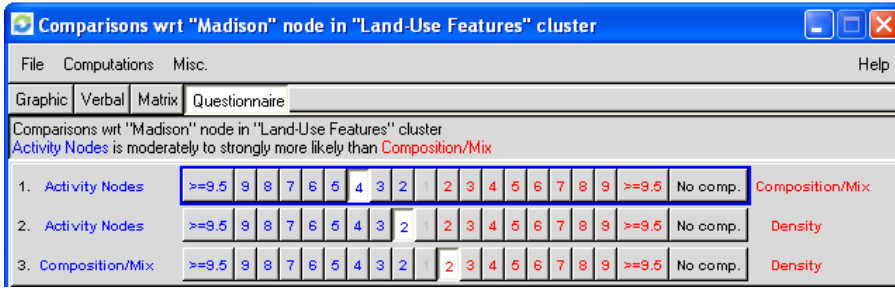 Comparisons wrt "Madison" node in "Land-Use Features" cluster
File Computations Misc. Help
Graphic Verbal Matrix Questionnaire
Comparisons wrt "Madison" node in "Land-Use Features" cluster
Activity Nodes is moderately to strongly more likely than Composition/Mix
1. Activity Nodes >=9.5 9 8 7 6 5 4 3 2 1 2 3 4 5 6 7 8 9 >=9.5 No comp. Composition/Mix
2. Activity Nodes >=9.5 9 8 7 6 5 4 3 2 1 2 3 4 5 6 7 8 9 >=9.5 No comp. Density
3. Composition/Mix >=9.5 9 8 7 6 5 4 3 2 1 2 3 4 5 6 7 8 9 >=9.5 No comp. Density